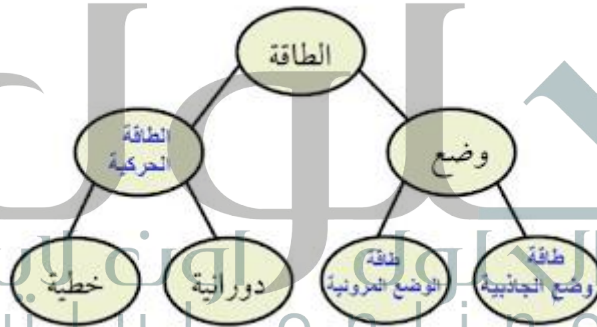 الطاقة
الطاقة
الحركية
وضع
خطية
دورانية
طاقة
الوضع المرونية
طاقة
وضع الجاذبية